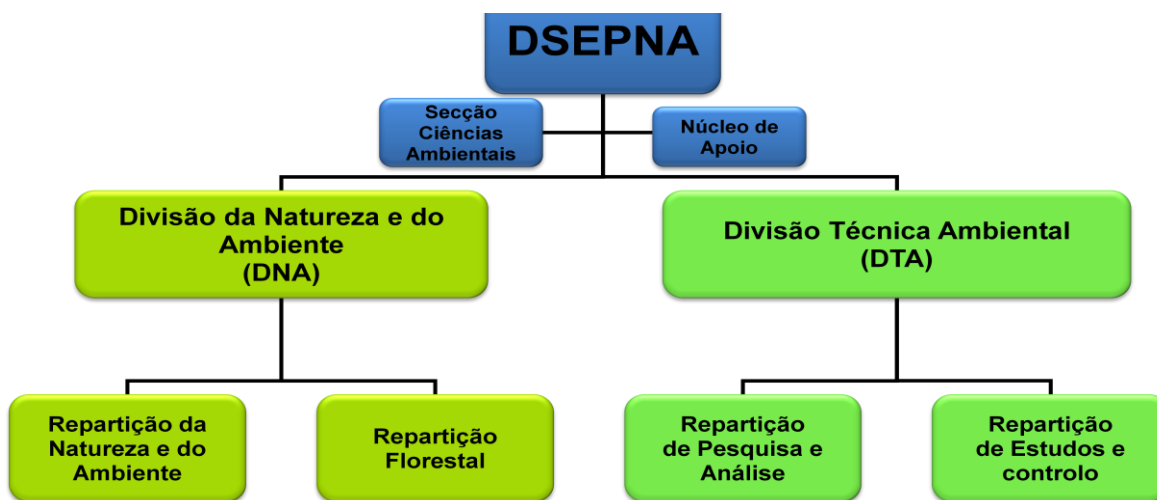 DSEPNA
Secção
Ciências
Ambientais
Núcleo de
Apoio
Divisão da Natureza e do
Ambiente
(DNA)
Divisão Técnica Ambiental
(DTA)
Repartição da
Natureza e do
Ambiente
Repartição
Florestal
Repartição
de Pesquisa e
Análise
Repartição
de Estudos e
controlo